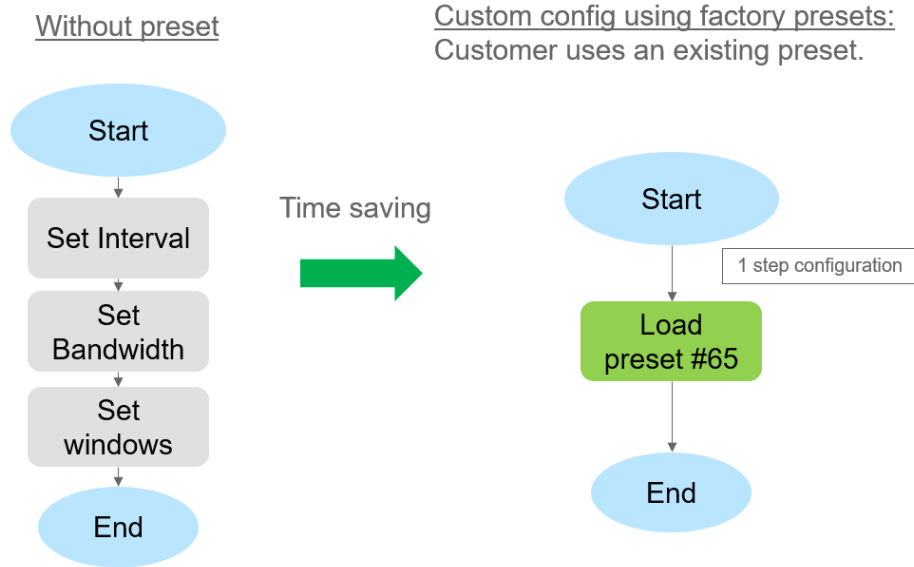 Without preset
Custom config using factory presets:
Customer uses an existing preset.
Start
Set Interval
Set
Bandwidth
Set
windows
End
Time saving
Start
1 step configuration
Load
preset #65
End